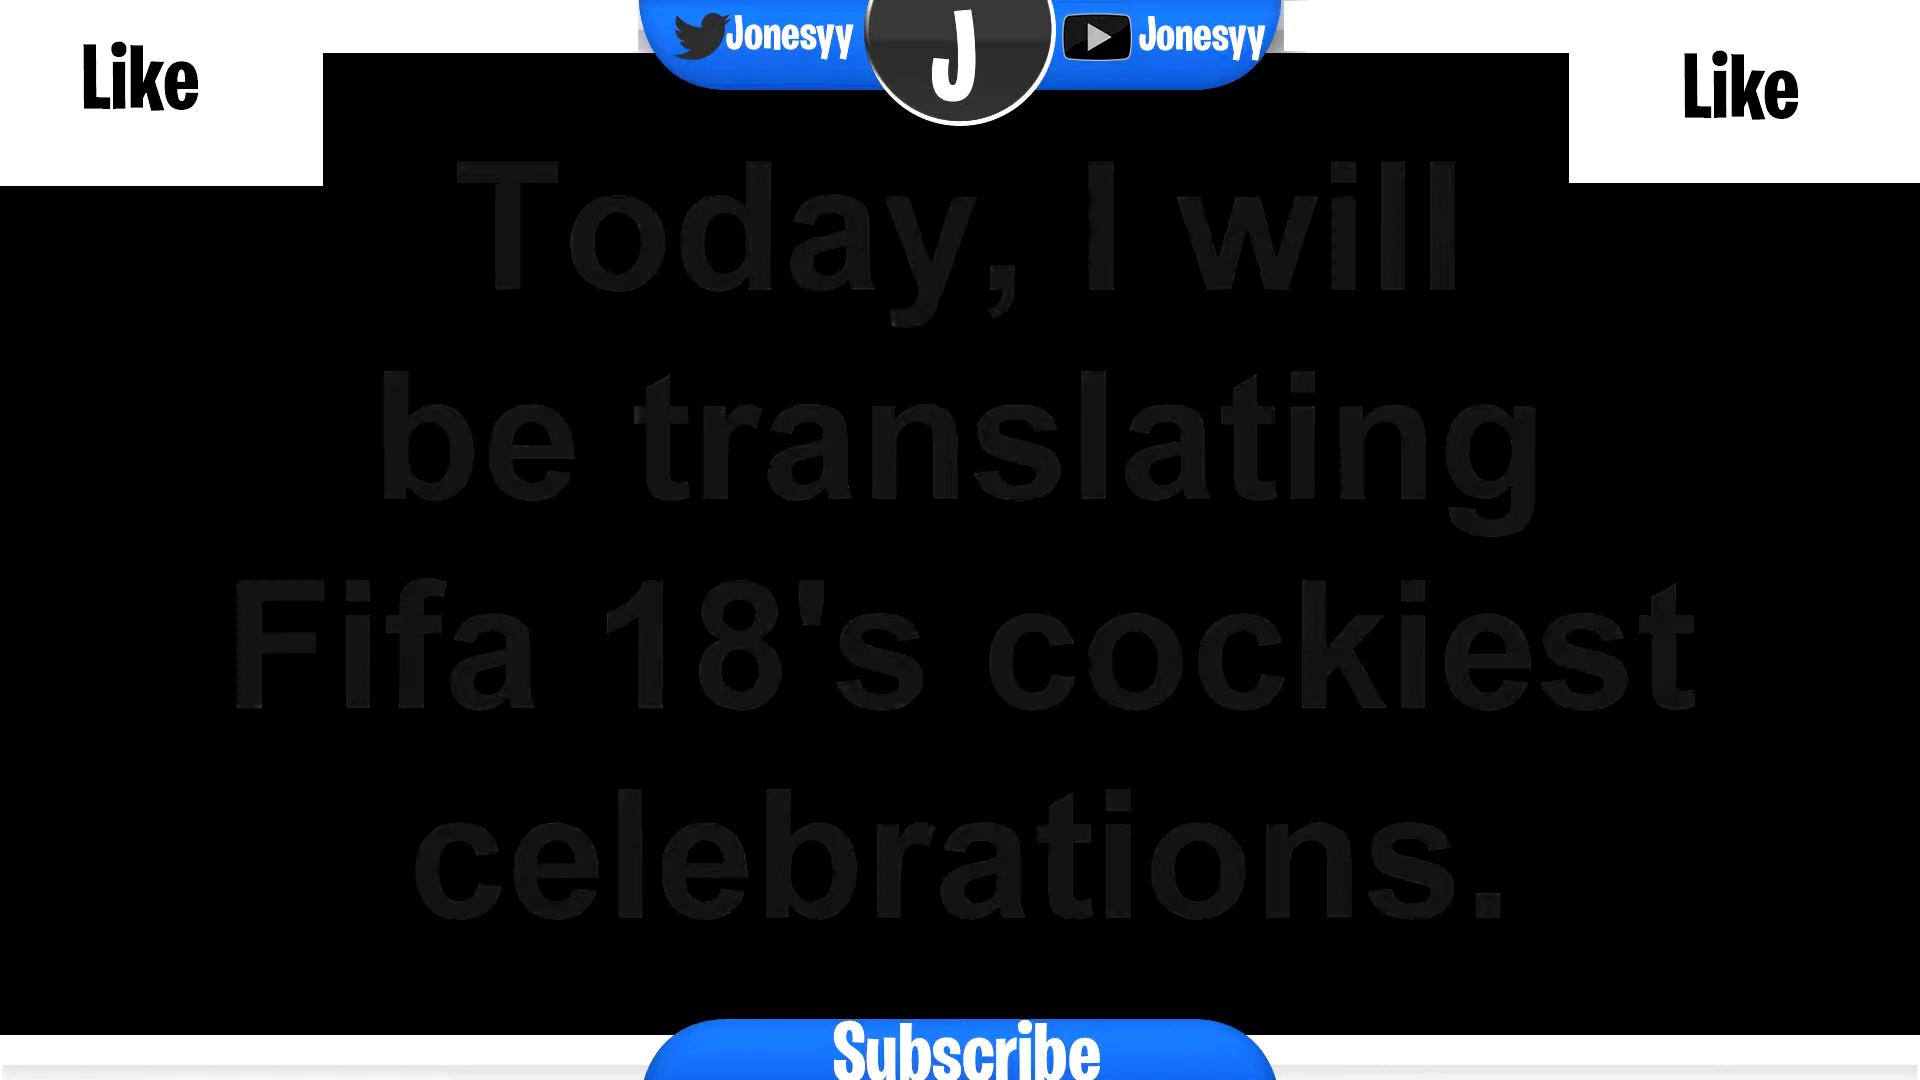 Like
Jonesyy
J
Jonesyy
Like
Today, I will
be translating
Fifa 18's cockiest
celebrations.
Subscribe